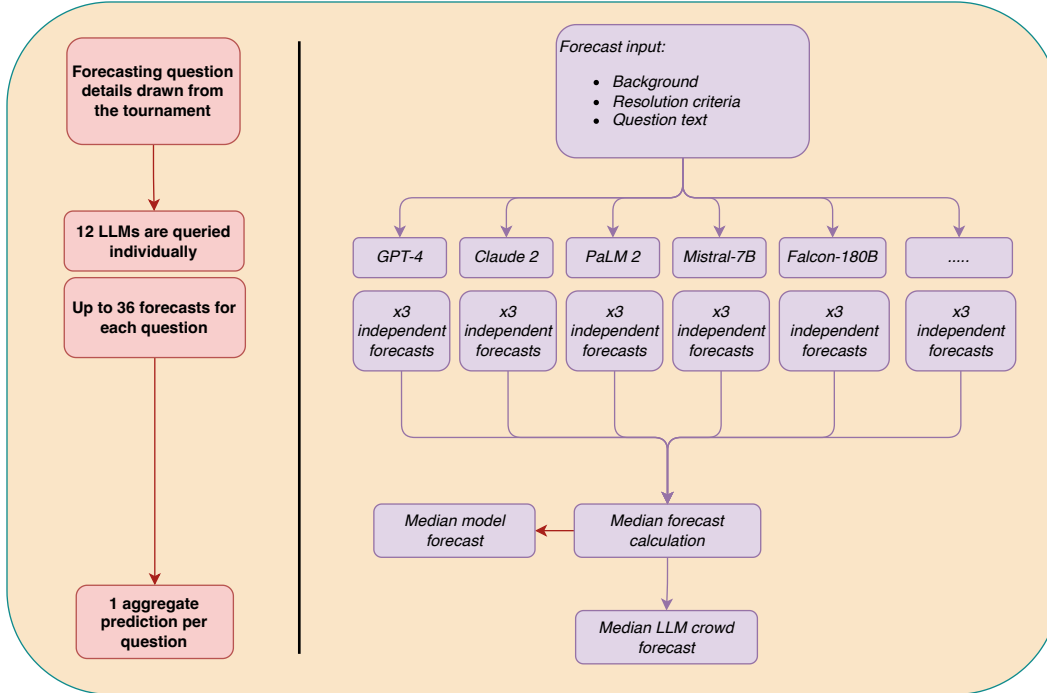 Forecasting question
details drawn from
the tournament
12 LLMs are queried
individually
Up to 36 forecasts for
each question
1 aggregate
prediction per
question
Forecast input:
• Background
• Resolution criteria
• Question text
GPT-4
Claude 2
PaLM 2
Mistral-7B
Falcon-180B
.....
x3
independent
forecasts
x3
independent
forecasts
x3
independent
forecasts
x3
independent
forecasts
x3
independent
forecasts
x3
independent
forecasts
Median model
forecast
Median forecast
calculation
Median LLM crowd
forecast